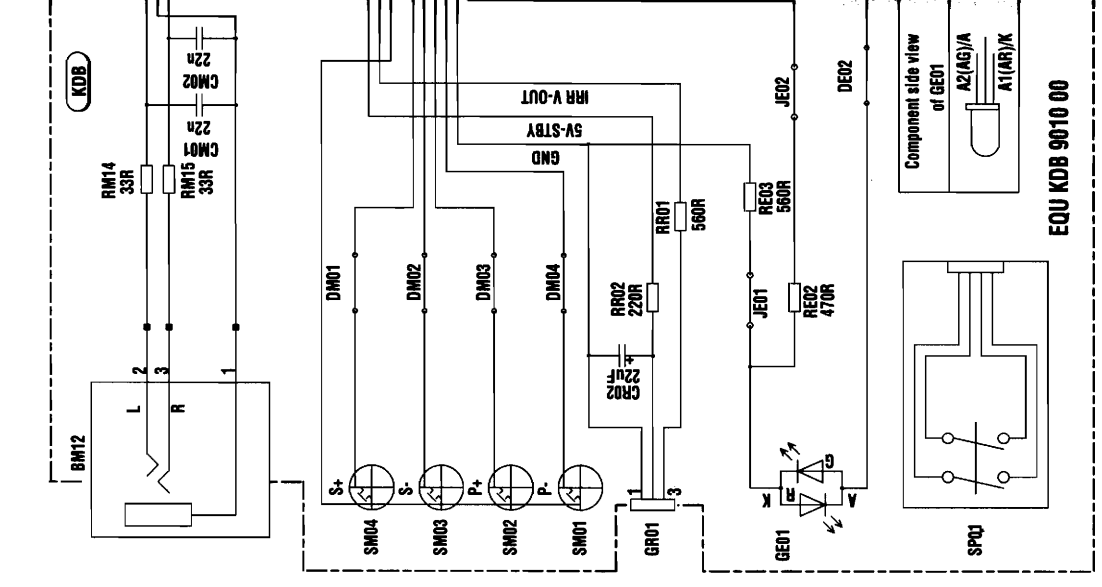 KDB
22n
CM02
22n
CM01
RM14
33R
RM15
33R
2
3
1
L
R
BM12
IRR V-OUT
5V-STBY
GND
DM01
DM02
DM03
DM04
RR01
560R
RR02
220R
22uF
+
CR02
RE03
560R
JE02
DE02
JE01
RE02
470R
Component side view
of GE01
A2(AG)/A
A1(AR)/K
EQU KDB 9010 00
S+
S-
P+
P-
SM04
SM03
SM02
SM01
1
3
GR01
K
R
G
A
GE01
SP01